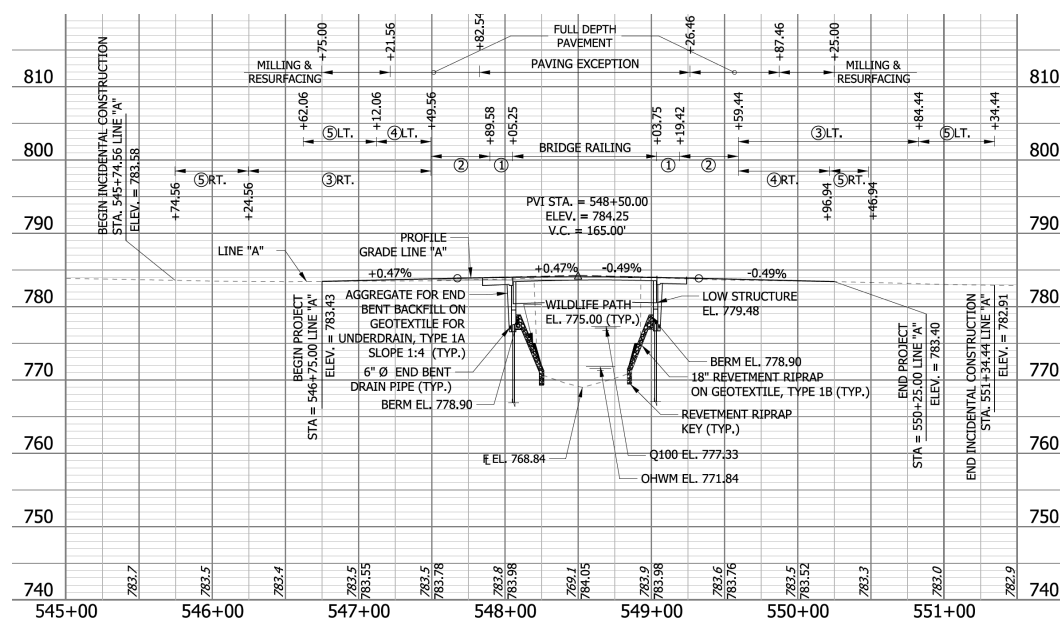 +75.00
+21.56
+82.54
FULL DEPTH
PAVEMENT
+26.46
+87.46
+25.00
MILLING &
RESURFACING
PAVING EXCEPTION
MILLING &
RESURFACING
810
810
+62.06
+12.06
+49.56
+89.58
+05.25
+03.75
+19.42
+59.44
+84.44
+34.44
⑤LT.
④LT.
③LT.
⑤LT.
BRIDGE RAILING
②
①
①
②
800
800
⑤RT.
③RT.
④RT.
⑤RT.
+74.56
+24.56
+96.94
+46.94
BEGIN INCIDENTAL CONSTRUCTION
STA. 545+74.56 LINE "A"
ELEV. = 783.58
PVI STA. = 548+50.00
ELEV. = 784.25
V.C. = 165.00'
790
790
LINE "A"
PROFILE
GRADE LINE "A"
+0.47%
+0.47%
-0.49%
-0.49%
780
780
BEGIN PROJECT
STA = 546+75.00 LINE "A"
ELEV. = 783.43
AGGREGATE FOR END
BENT BACKFILL ON
GEOTEXTILE FOR
UNDERDRAIN, TYPE 1A
SLOPE 1:4 (TYP.)
WILDLIFE PATH
EL. 775.00 (TYP.)
LOW STRUCTURE
EL. 779.48
6" Ø END BENT
DRAIN PIPE (TYP.)
BERM EL. 778.90
BERM EL. 778.90
18" REVETMENT RIPRAP
ON GEOTEXTILE, TYPE 1B (TYP.)
REVETMENT RIPRAP
KEY (TYP.)
END PROJECT
STA = 550+25.00 LINE "A"
ELEV. = 783.40
END INCIDENTAL CONSTRUCTION
STA. 551+34.44 LINE "A"
ELEV. = 782.91
770
770
760
760
℄ EL. 768.84
Q100 EL. 777.33
OHWM EL. 771.84
750
750
783.7
783.5
783.4
783.5
783.55
783.5
783.78
783.8
783.98
769.1
784.05
783.9
783.98
783.6
783.76
783.5
783.52
783.3
783.0
782.9
740
740
545+00
546+00
547+00
548+00
549+00
550+00
551+00